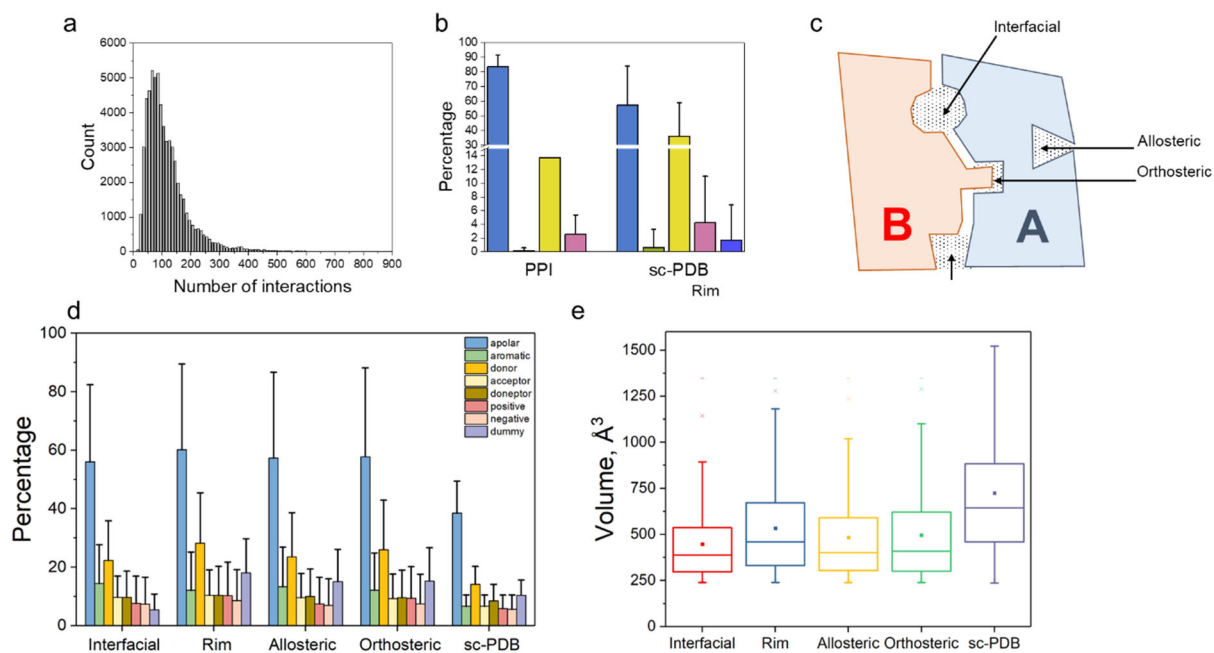 a
6000
5000
4000
3000
2000
1000
0
Count
0 100 200 300 400 500 600 700 800 900
Number of interactions
b
100
90
80
70
60
50
40
30
14
12
10
8
6
4
2
0
Percentage
PPI sc-PDB
Rim
c
Interfacial
Allosteric
Orthosteric
B A
d
100
80
60
40
20
0
Percentage
apolar
aromatic
donor
acceptor
doneptor
positive
negative
dummy
Interfacial Rim Allosteric Orthosteric sc-PDB
e
1500
1250
1000
750
500
250
0
Volume, Å3
Interfacial Rim Allosteric Orthosteric sc-PDB